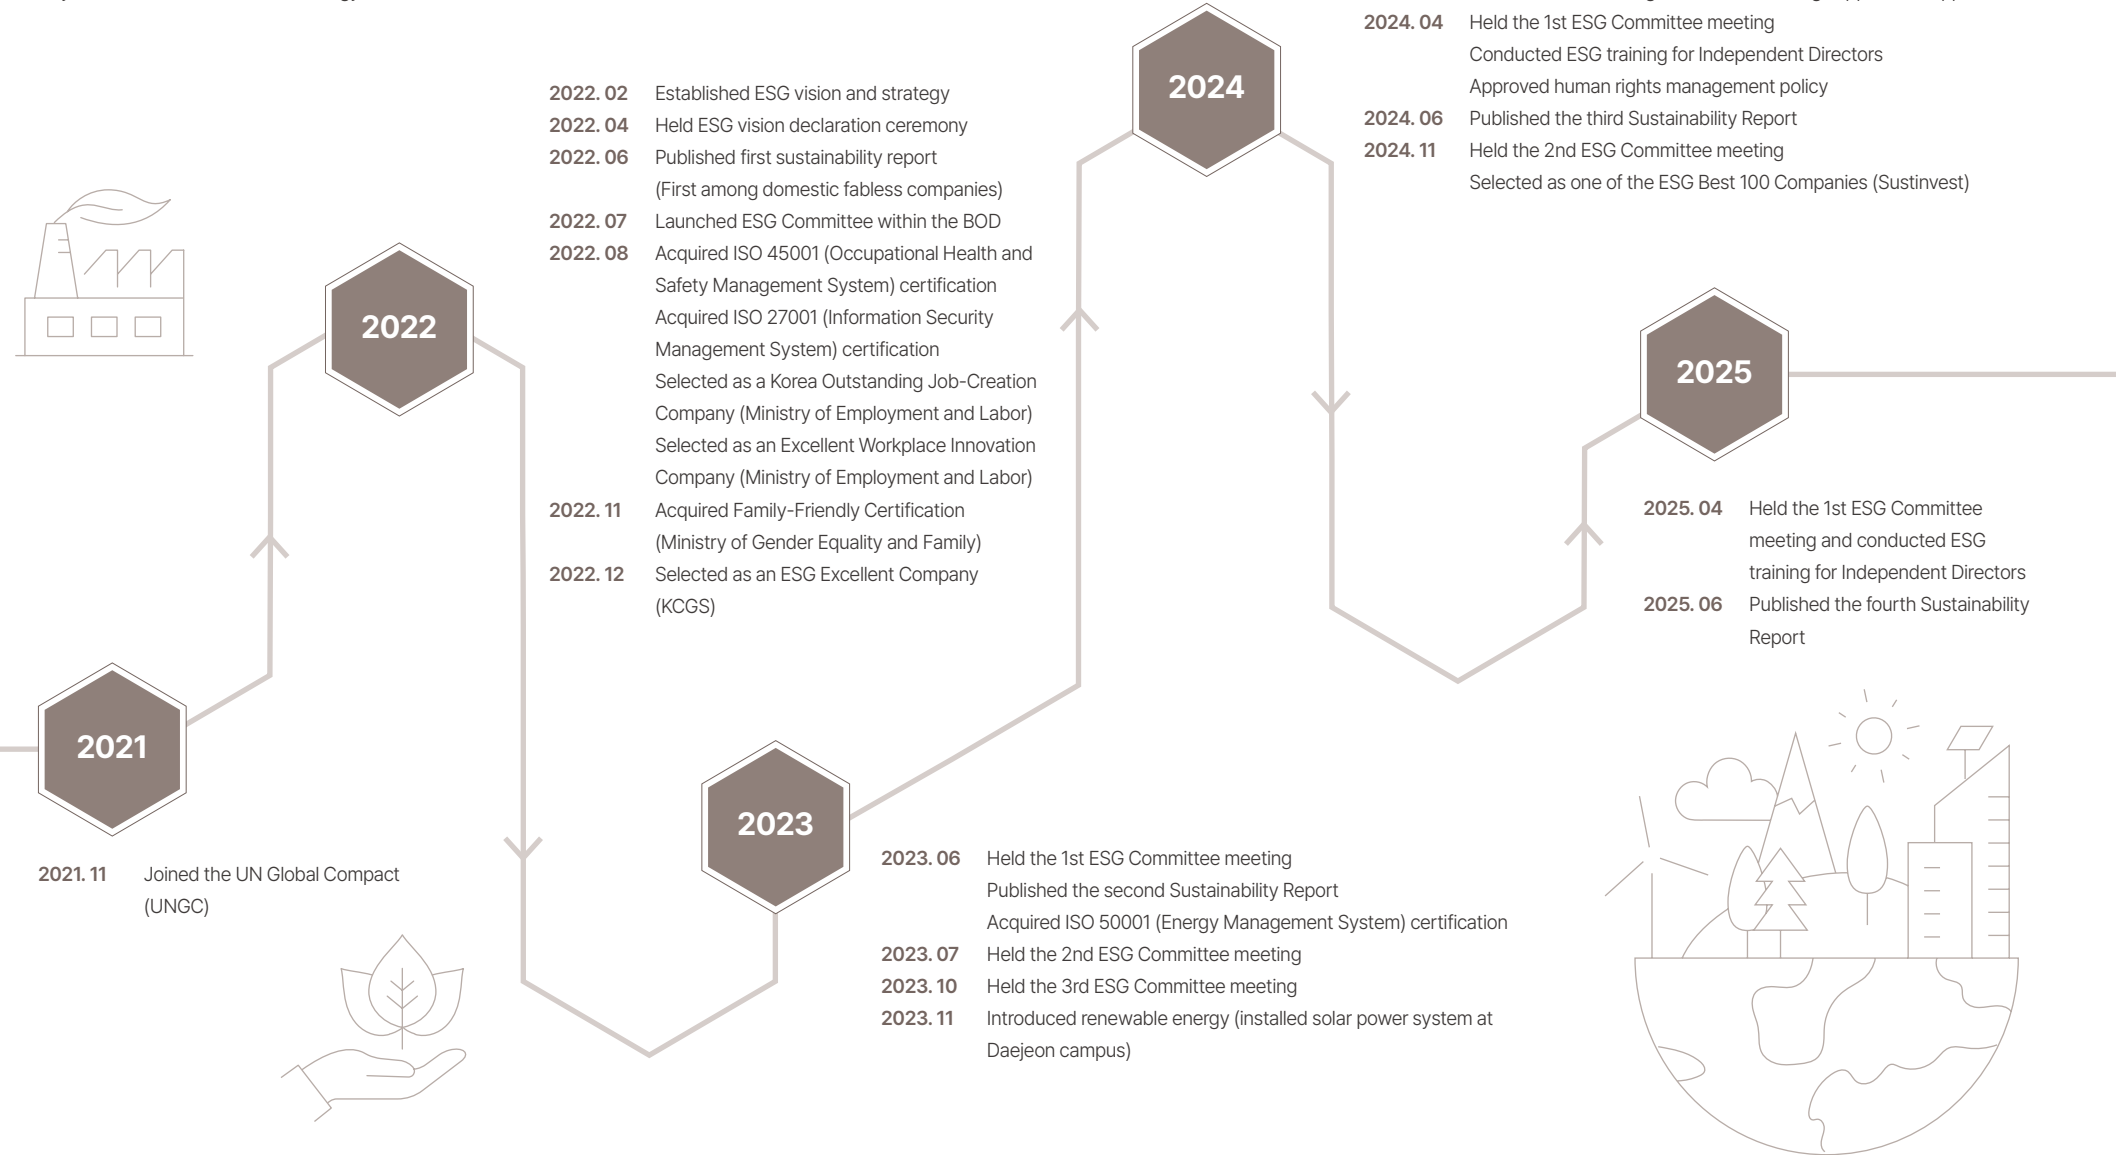 2021
2021. 11 Joined the UN Global Compact
(UNGC)
2022
2022. 02 Established ESG vision and strategy
2022. 04 Held ESG vision declaration ceremony
2022. 06 Published first sustainability report
(First among domestic fabless companies)
2022. 07 Launched ESG Committee within the BOD
2022. 08 Acquired ISO 45001 (Occupational Health and
Safety Management System) certification
Acquired ISO 27001 (Information Security
Management System) certification
Selected as a Korea Outstanding Job-Creation
Company (Ministry of Employment and Labor)
Selected as an Excellent Workplace Innovation
Company (Ministry of Employment and Labor)
2022. 11 Acquired Family-Friendly Certification
(Ministry of Gender Equality and Family)
2022. 12 Selected as an ESG Excellent Company
(KCGS)
2023
2023. 06 Held the 1st ESG Committee meeting
Published the second Sustainability Report
Acquired ISO 50001 (Energy Management System) certification
2023. 07 Held the 2nd ESG Committee meeting
2023. 10 Held the 3rd ESG Committee meeting
2023. 11 Introduced renewable energy (installed solar power system at
Daejeon campus)
2024
2024. 04 Held the 1st ESG Committee meeting
Conducted ESG training for Independent Directors
Approved human rights management policy
2024. 06 Published the third Sustainability Report
2024. 11 Held the 2nd ESG Committee meeting
Selected as one of the ESG Best 100 Companies (Sustinvest)
2025
2025. 04 Held the 1st ESG Committee
meeting and conducted ESG
training for Independent Directors
2025. 06 Published the fourth Sustainability
Report